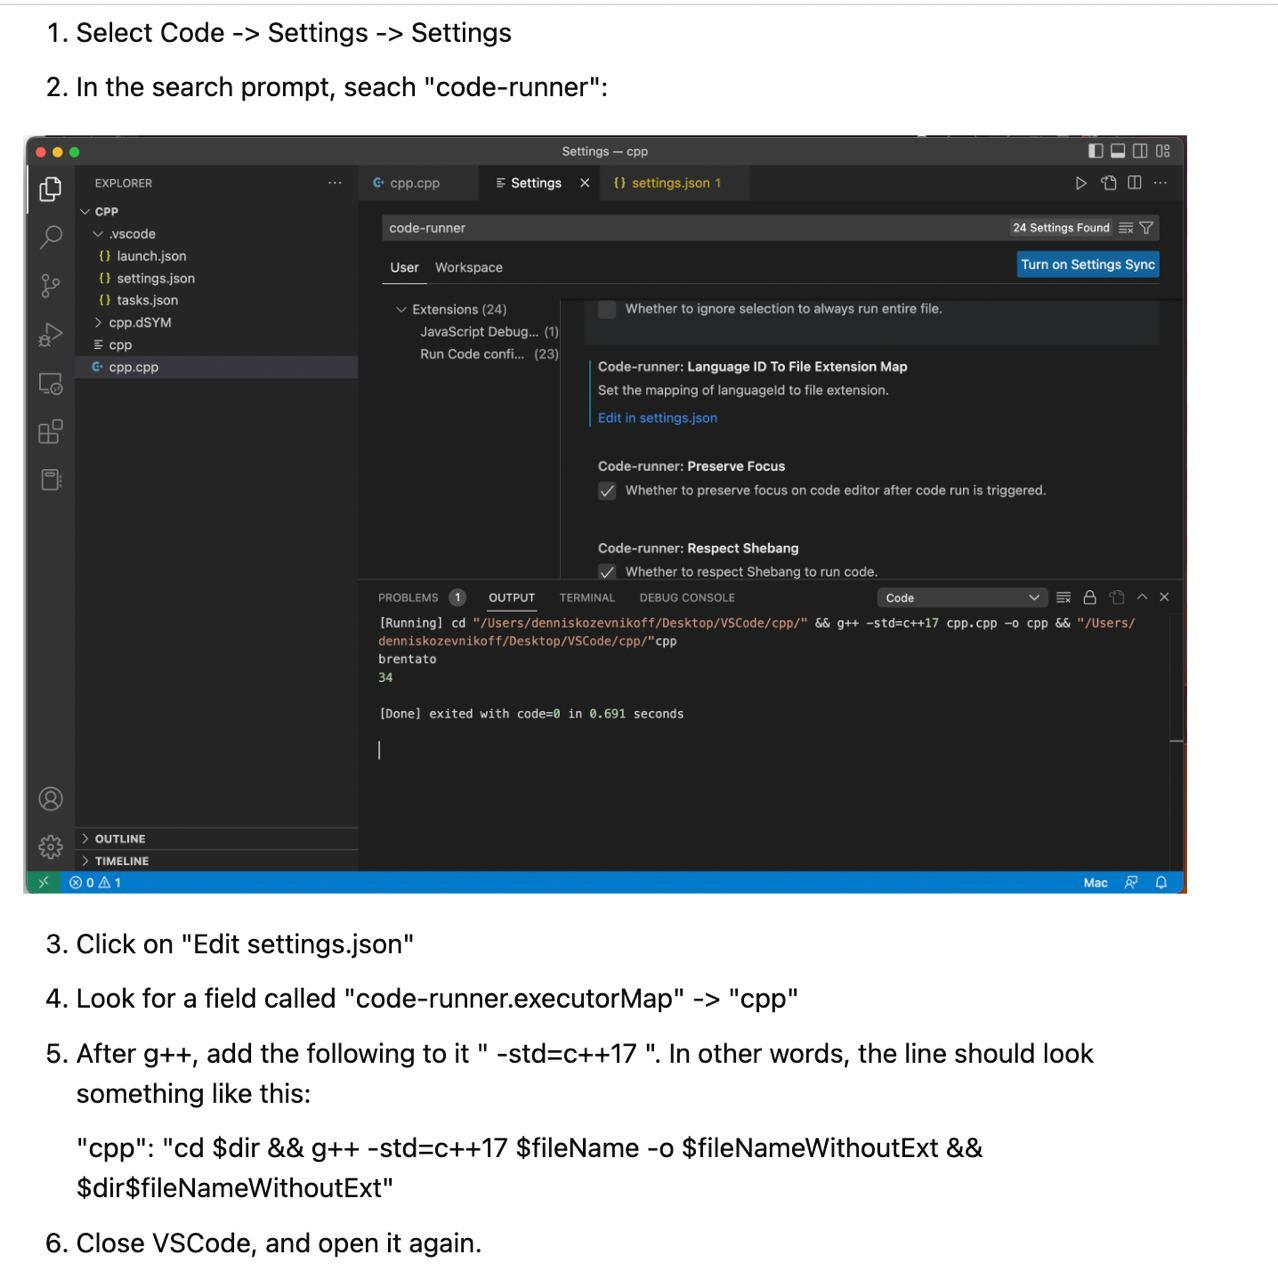 1. Select Code -> Settings -> Settings
2. In the search prompt, seach "code-runner":
Settings — cpp
EXPLORER
cpp.cpp
Settings
{} settings.json 1
CPP
.vscode
{} launch.json
{} settings.json
{} tasks.json
cpp.dSYM
cpp
cpp.cpp
code-runner
24 Settings Found
User
Workspace
Turn on Settings Sync
Extensions (24)
JavaScript Debug... (1)
Run Code confi... (23)
Whether to ignore selection to always run entire file.
Code-runner: Language ID To File Extension Map
Set the mapping of languageId to file extension.
Edit in settings.json
Code-runner: Preserve Focus
Whether to preserve focus on code editor after code run is triggered.
Code-runner: Respect Shebang
Whether to respect Shebang to run code.
PROBLEMS 1 OUTPUT TERMINAL DEBUG CONSOLE
Code
[Running] cd "/Users/denniskozevnikoff/Desktop/VSCode/cpp/" && g++ -std=c++17 cpp.cpp -o cpp && "/Users/
denniskozevnikoff/Desktop/VSCode/cpp/"cpp
brentato
34
[Done] exited with code=0 in 0.691 seconds
OUTLINE
TIMELINE
0 1
Mac
3. Click on "Edit settings.json"
4. Look for a field called "code-runner.executorMap" -> "cpp"
5. After g++, add the following to it " -std=c++17 ". In other words, the line should look
something like this:
"cpp": "cd $dir && g++ -std=c++17 $fileName -o $fileNameWithoutExt &&
$dir$fileNameWithoutExt"
6. Close VSCode, and open it again.